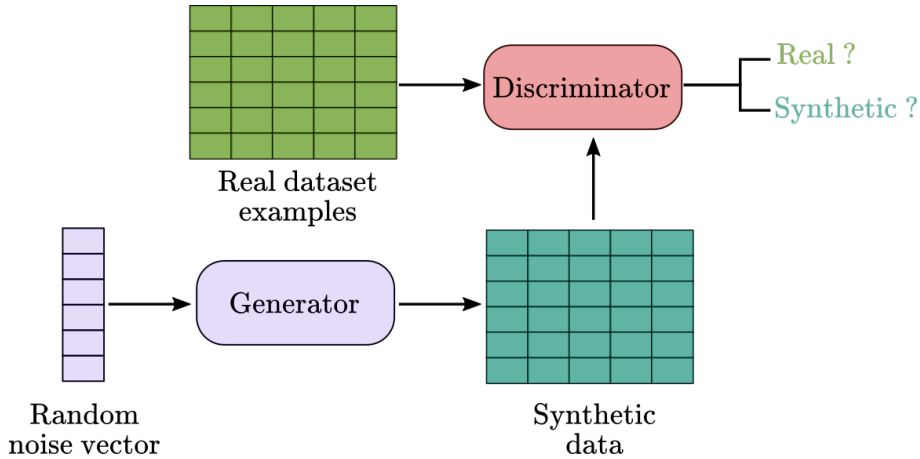 Real ?
Discriminator
Synthetic ?
Real dataset
examples
Generator
Random
noise vector
Synthetic
data